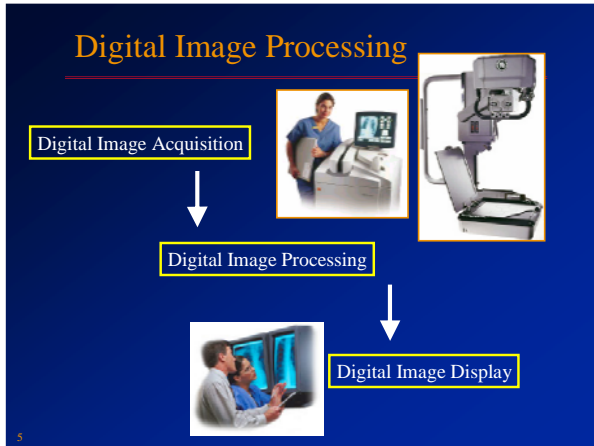 Digital Image Processing
Digital Image Acquisition
Digital Image Processing
Digital Image Display
5